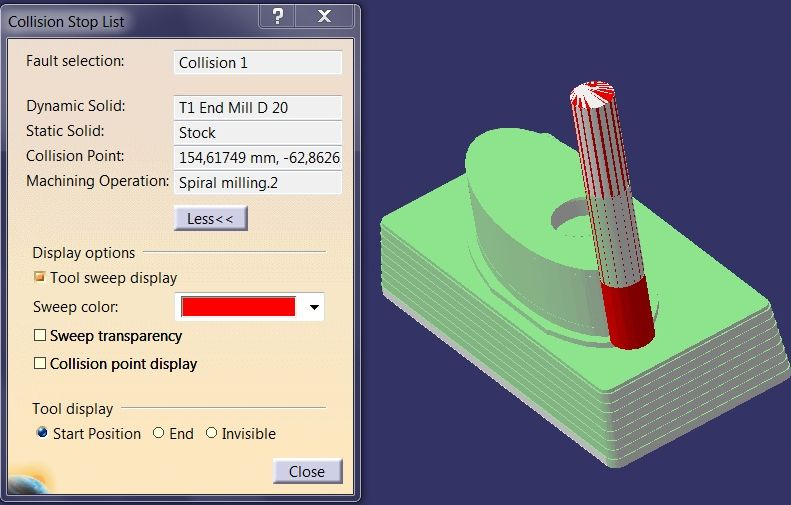 Collision Stop List
?
X
Fault selection: Collision 1
Dynamic Solid: T1 End Mill D 20
Static Solid: Stock
Collision Point: 154,61749 mm, -62,8626
Machining Operation: Spiral milling.2
Less<<
Display options
Tool sweep display
Sweep color:
Sweep transparency
Collision point display
Tool display
Start Position End Invisible
Close